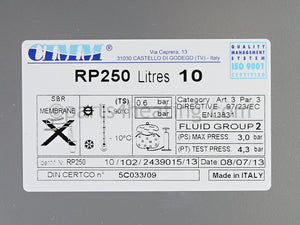 CIMM
Via Caprera, 13
31030 CASTELLO DI GODEGO (TV) - ITALY
QUALITY SYSTEM
ISO 9001
CERTIFIED
RP250 Litres 10
SBR
MEMBRANE
(TS)
90°C
- 10°C
0,6
bar
bar
Category Art 3 Par 3
DIRECTIVE 97/23/EC
EN13831
FLUID GROUP 2
(PS) MAX PRESS. 3,0 bar
(PT) TEST PRESS. 4,3 bar
RP250 10/102/2439015/13 DATE 08/07/13
DIN CERTCO n° 5C033/09 Made in ITALY